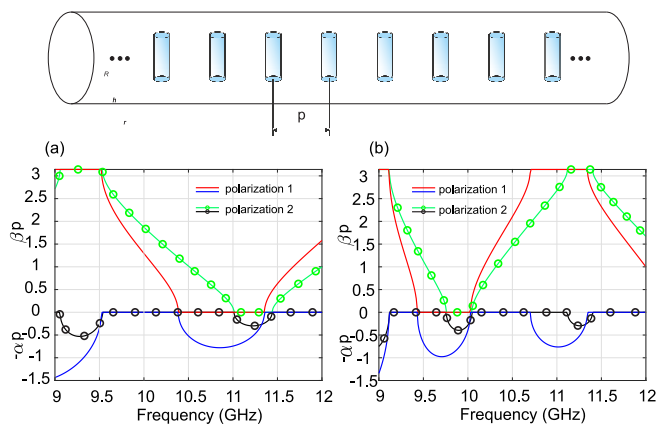 R
h
r
p
(a)
3
2.5
2
1.5
1
0.5
0
-0.5
-1
-1.5
βp
-αp
polarization 1
polarization 2
9 9.5 10 10.5 11 11.5 12
Frequency (GHz)
(b)
3
2.5
2
1.5
1
0.5
0
-0.5
-1
-1.5
βp
-αp
polarization 1
polarization 2
9 9.5 10 10.5 11 11.5 12
Frequency (GHz)